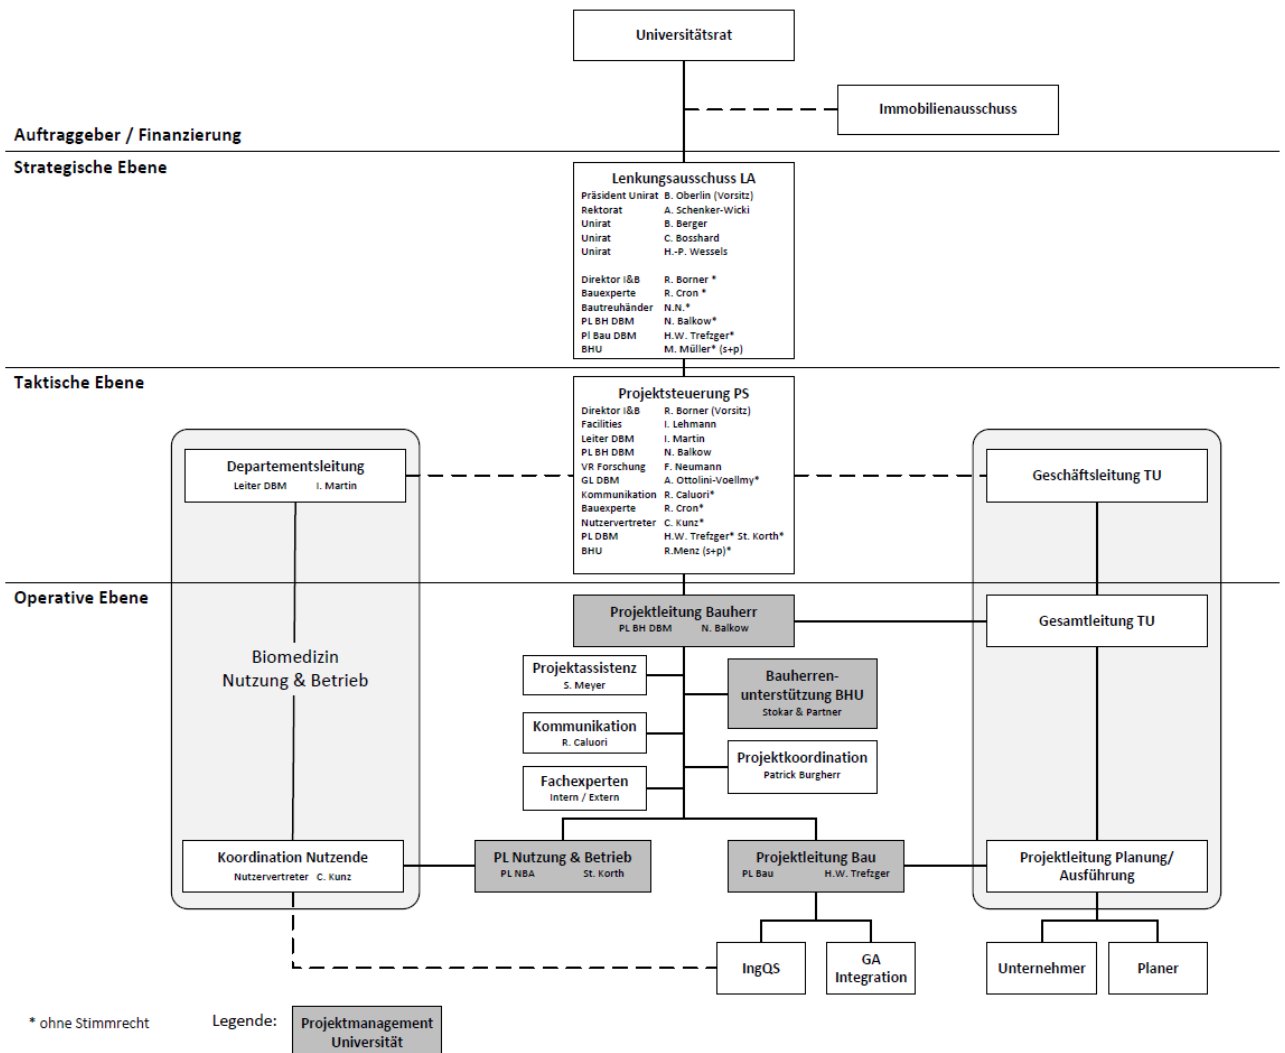 Universitätsrat
Immobilienausschuss
Auftraggeber / Finanzierung
Strategische Ebene
Lenkungsausschuss LA
Präsident Unirat B. Oberlin (Vorsitz)
Rektorat A. Schenker-Wicki
Unirat B. Berger
Unirat C. Bosshard
Unirat H.-P. Wessels
Direktor I&B R. Borner *
Bauexperte R. Cron *
Bautreuhänder N.N.*
PL BH DBM N. Balkow*
Pl Bau DBM H.W. Trefzger*
BHU M. Müller* (s+p)
Taktische Ebene
Projektsteuerung PS
Direktor I&B R. Borner (Vorsitz)
Facilities I. Lehmann
Leiter DBM I. Martin
PL BH DBM N. Balkow
VR Forschung F. Neumann
GL DBM A. Ottolini-Voellmy*
Kommunikation R. Caluori*
Bauexperte R. Cron*
Nutzervertreter C. Kunz*
PL DBM H.W. Trefzger* St. Korth*
BHU R.Menz (s+p)*
Departementsleitung
Leiter DBM I. Martin
Geschäftsleitung TU
Operative Ebene
Projektleitung Bauherr
PL BH DBM N. Balkow
Gesamtleitung TU
Biomedizin
Nutzung & Betrieb
Projektassistenz
S. Meyer
Bauherren-
unterstützung BHU
Stokar & Partner
Kommunikation
R. Caluori
Projektkoordination
Patrick Burgherr
Fachexperten
Intern / Extern
Koordination Nutzende
Nutzervertreter C. Kunz
PL Nutzung & Betrieb
PL NBA St. Korth
Projektleitung Bau
PL Bau H.W. Trefzger
Projektleitung Planung/
Ausführung
IngQS
GA
Integration
Unternehmer
Planer
* ohne Stimmrecht
Legende:
Projektmanagement
Universität